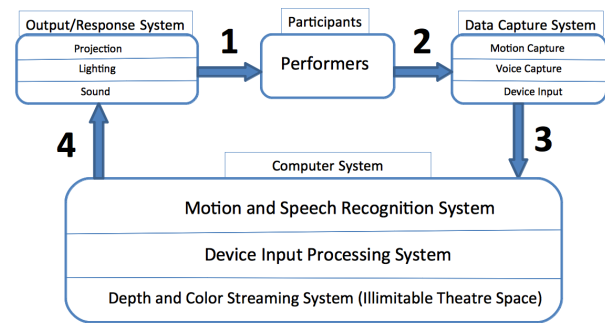 Output/Response System
Participants
Data Capture System
Projection
Lighting
Sound
1
Performers
2
Motion Capture
Voice Capture
Device Input
4
3
Computer System
Motion and Speech Recognition System
Device Input Processing System
Depth and Color Streaming System (Illimitable Theatre Space)